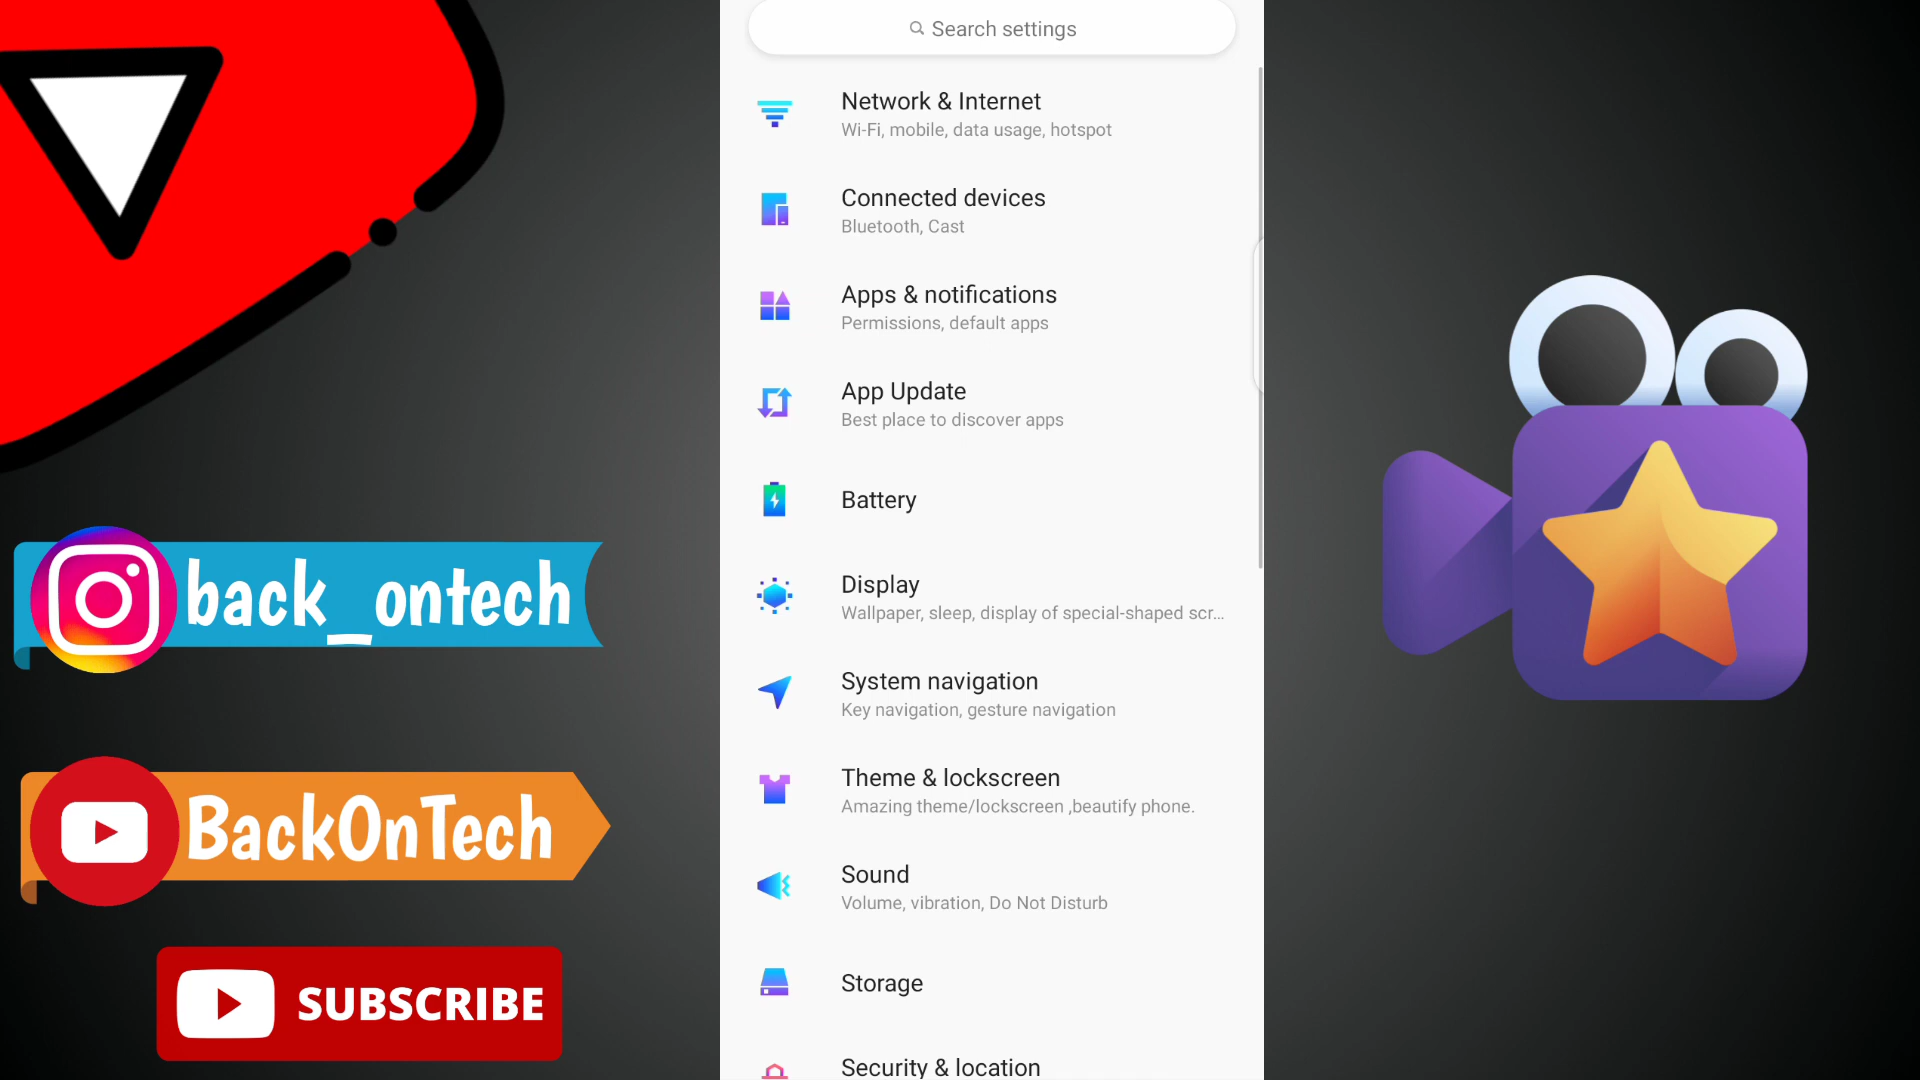 Search settings
Network & Internet
Wi-Fi, mobile, data usage, hotspot
Connected devices
Bluetooth, Cast
Apps & notifications
Permissions, default apps
App Update
Best place to discover apps
Battery
Display
Wallpaper, sleep, display of special-shaped scr...
System navigation
Key navigation, gesture navigation
Theme & lockscreen
Amazing theme/lockscreen ,beautify phone.
Sound
Volume, vibration, Do Not Disturb
Storage
Security & location
back_ontech
BackOnTech
SUBSCRIBE